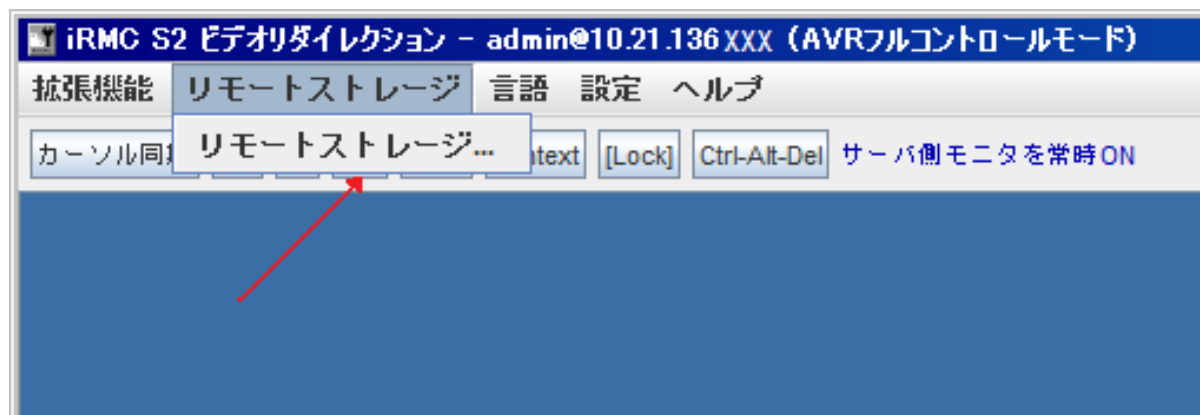 iRMC S2 ビデオリダイレクション - admin@10.21.136XXX (AVRフルコントロールモード)
拡張機能 リモートストレージ 言語 設定 ヘルプ
リモートストレージ...
カーソル同 ntext [Lock] Ctrl-Alt-Del サーバ側モニタを常時ON